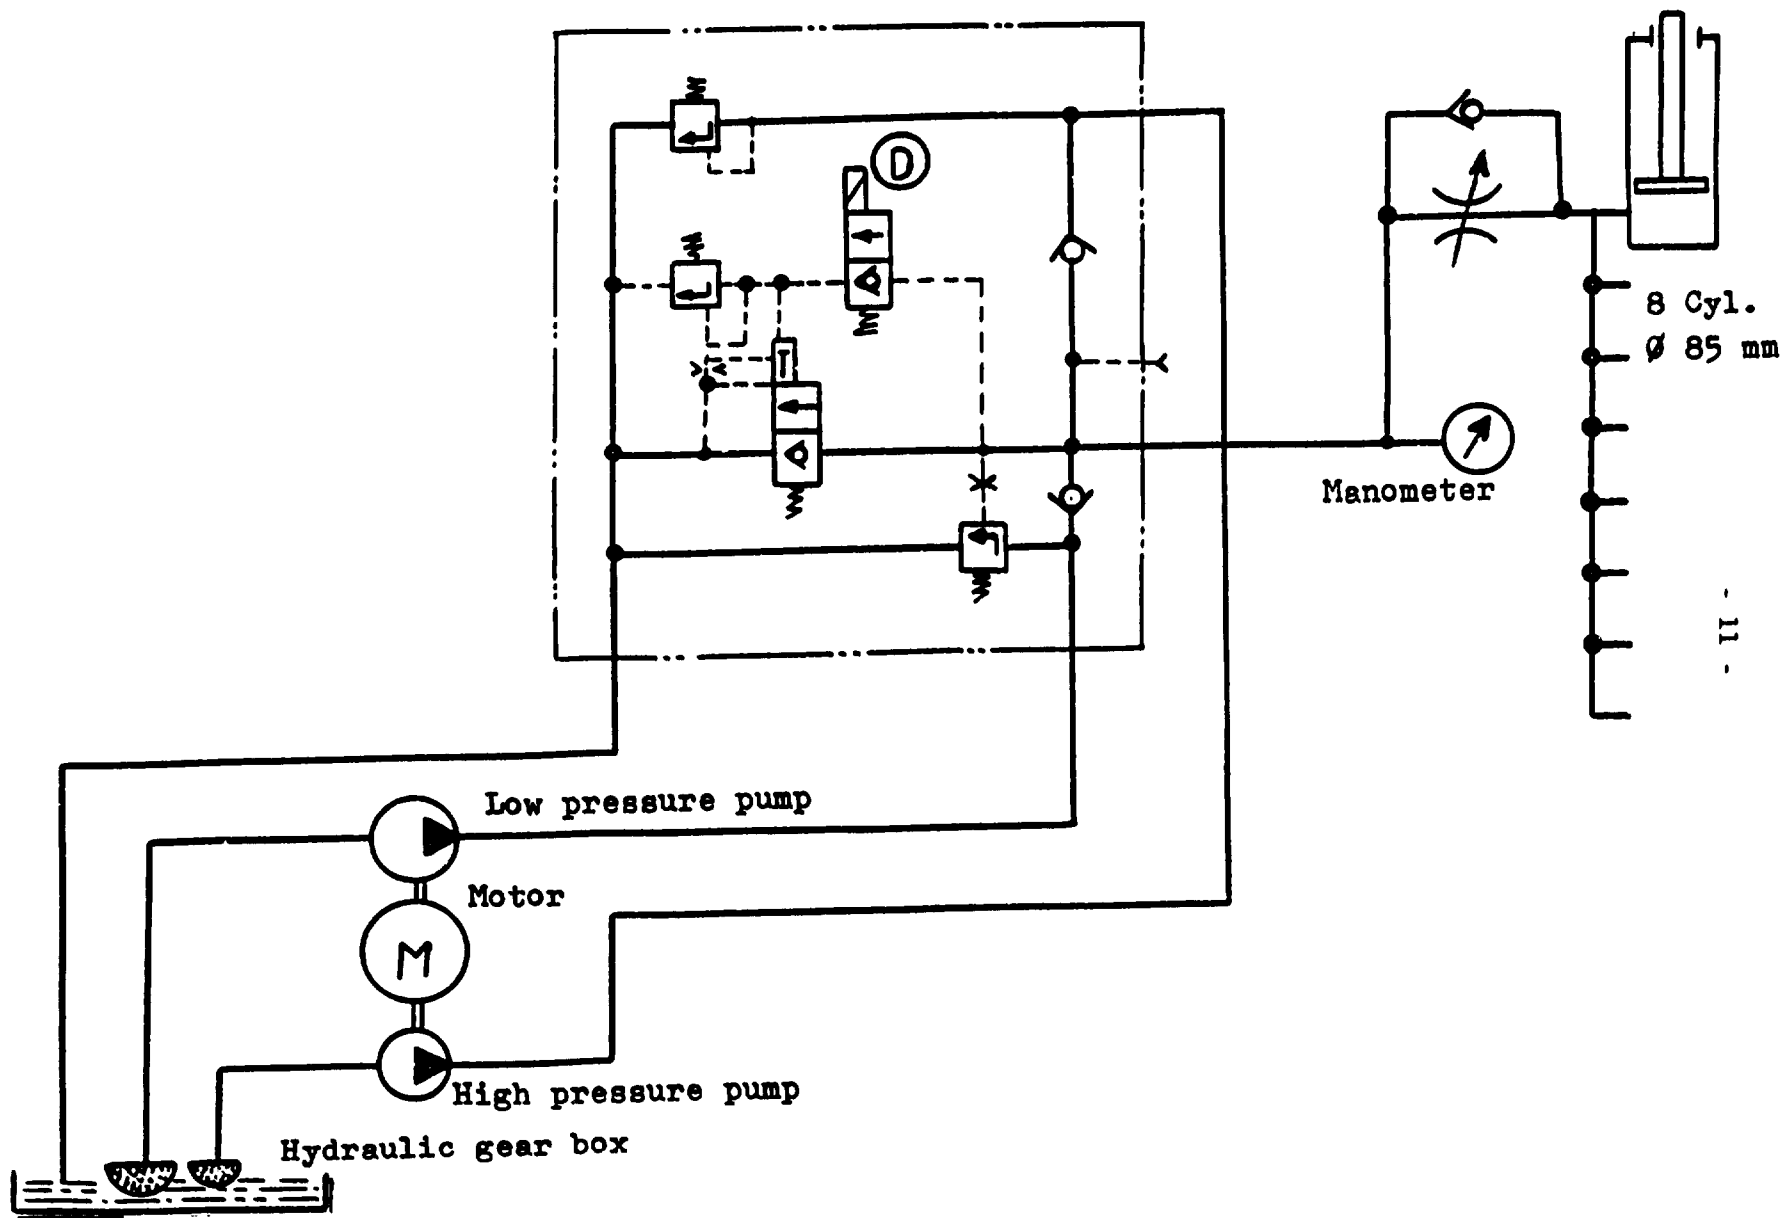 D
8 Cyl.
Ø 85 mm
Manometer
- 11 -
Low pressure pump
Motor
M
High pressure pump
Hydraulic gear box